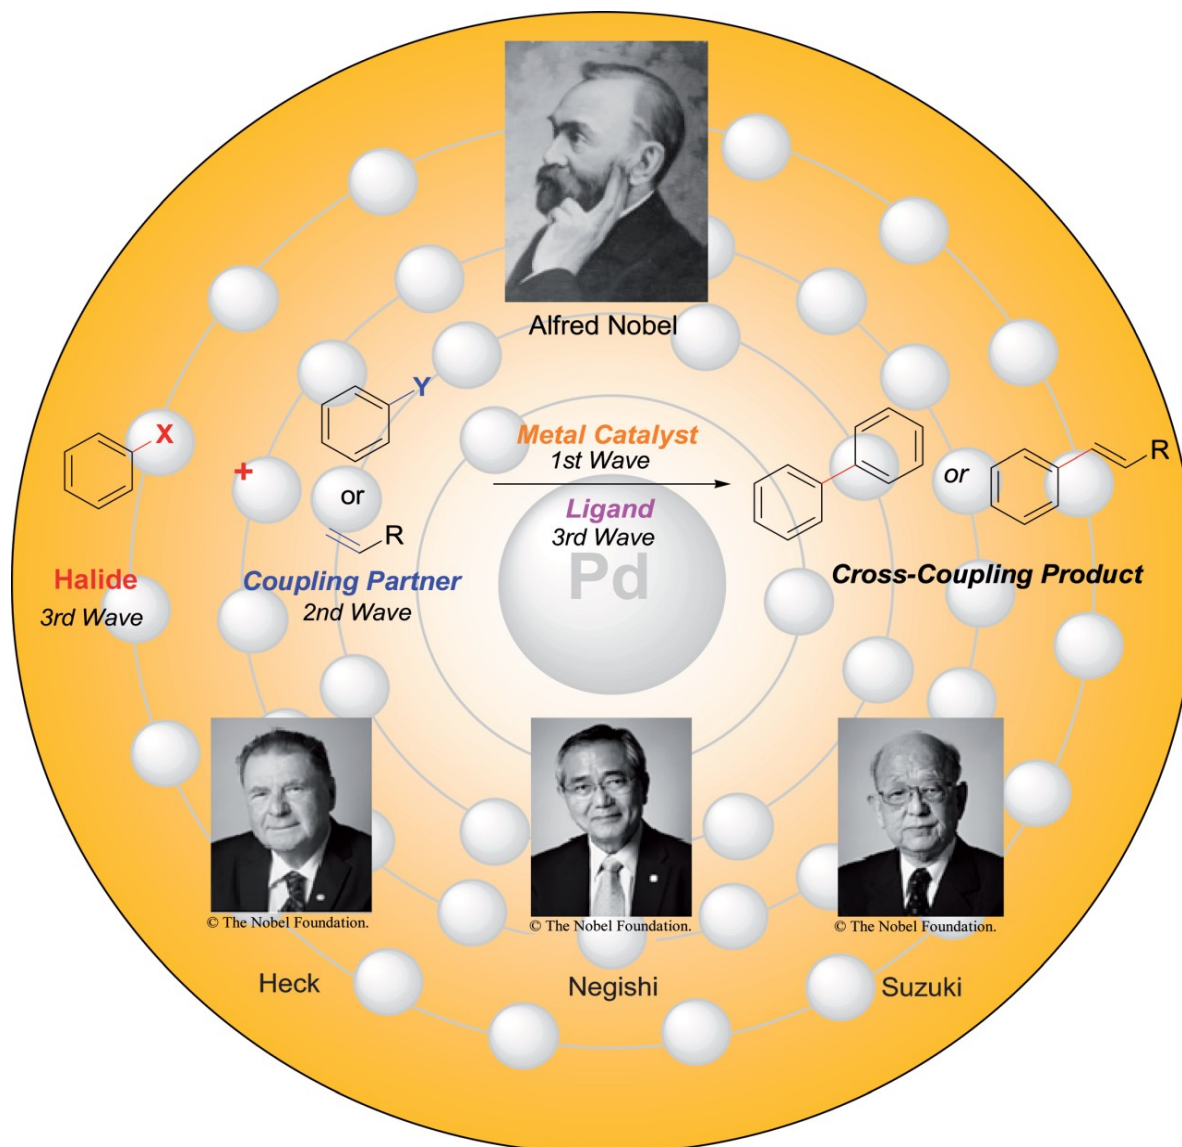 Alfred Nobel
Y
X
Metal Catalyst
1st Wave
+
or
or
R
Ligand
3rd Wave
R
Pd
Halide
3rd Wave
Coupling Partner
2nd Wave
Cross-Coupling Product
© The Nobel Foundation.
© The Nobel Foundation.
© The Nobel Foundation.
Heck
Negishi
Suzuki